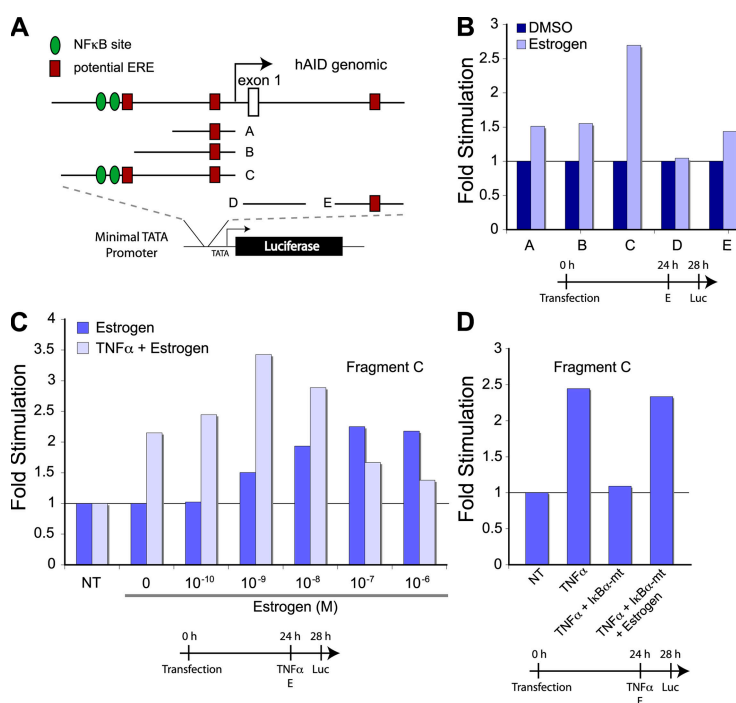 A
NFκB site
potential ERE
exon 1
hAID genomic
A
B
C
D
E
Minimal TATA
Promoter
TATA
Luciferase
B
DMSO
Estrogen
Fold Stimulation
3
2.5
2
1.5
1
0.5
0
A B C D E
0 h 24 h 28 h
Transfection E Luc
C
Estrogen
TNFα + Estrogen
Fragment C
Fold Stimulation
4
3.5
3
2.5
2
1.5
1
0.5
0
NT 0 10⁻¹⁰ 10⁻⁹ 10⁻⁸ 10⁻⁷ 10⁻⁶
Estrogen (M)
0 h 24 h 28 h
Transfection TNFα Luc
E
D
Fragment C
Fold Stimulation
3
2.5
2
1.5
1
0.5
0
NT
TNFα
TNFα + IκBα-mt
TNFα + IκBα-mt
+ Estrogen
0 h 24 h 28 h
Transfection TNFα Luc
E